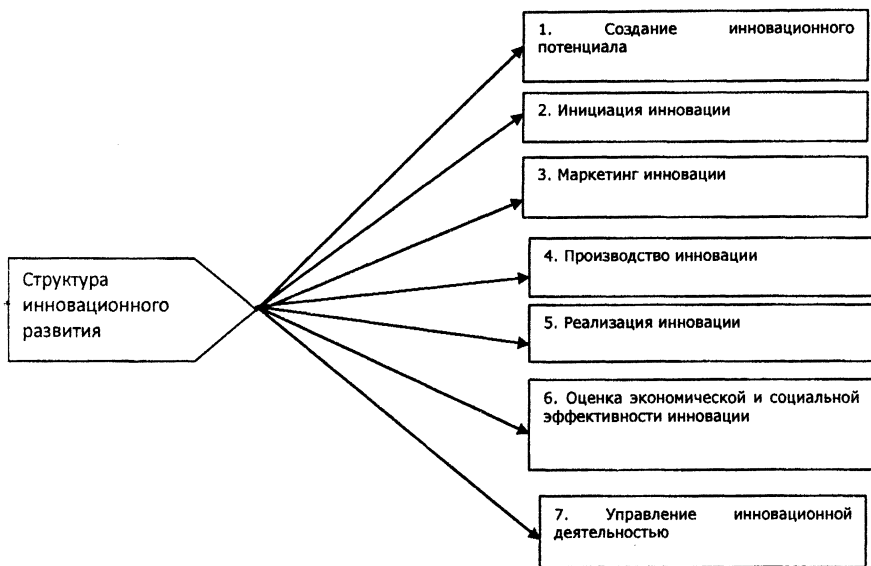 Структура
инновационного
развития
1. Создание инновационного
потенциала
2. Инициация инновации
3. Маркетинг инновации
4. Производство инновации
5. Реализация инновации
6. Оценка экономической и социальной
эффективности инновации
7. Управление инновационной
деятельностью